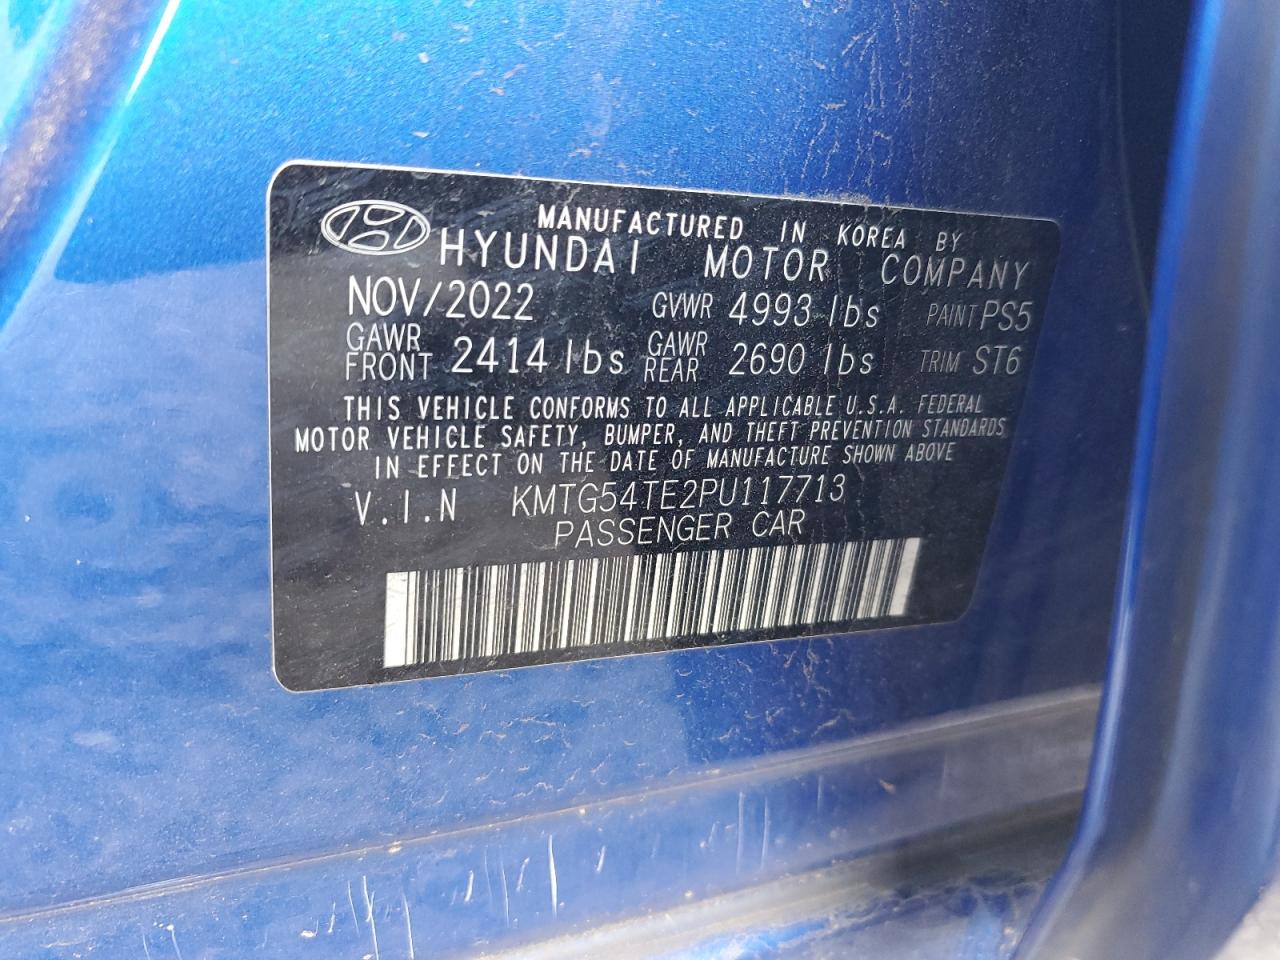 MANUFACTURED IN KOREA BY
HYUNDAI MOTOR COMPANY
NOV/2022 GVWR 4993 lbs PAINT PS5
GAWR FRONT 2414 lbs GAWR REAR 2690 lbs TRIM ST6
THIS VEHICLE CONFORMS TO ALL APPLICABLE U.S.A. FEDERAL
MOTOR VEHICLE SAFETY, BUMPER, AND THEFT PREVENTION STANDARDS
IN EFFECT ON THE DATE OF MANUFACTURE SHOWN ABOVE
V.I.N KMTG54TE2PU117713
PASSENGER CAR